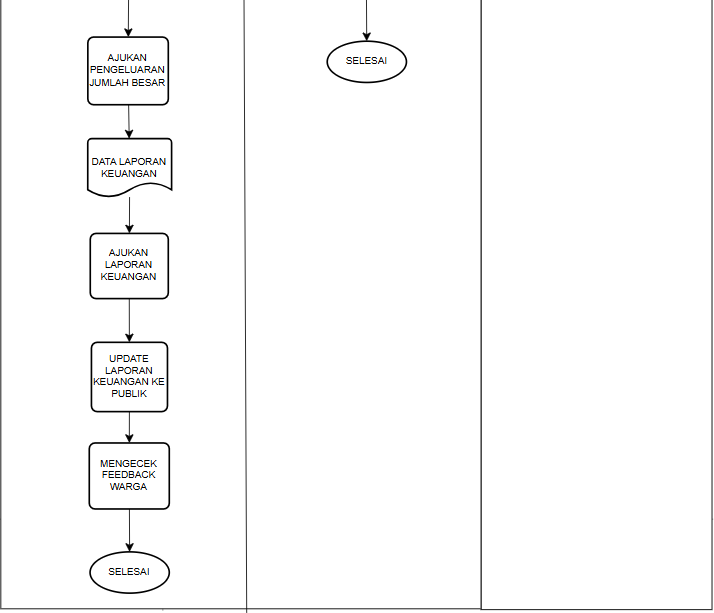 AJUKAN
PENGELUARAN
JUMLAH BESAR
DATA LAPORAN
KEUANGAN
AJUKAN
LAPORAN
KEUANGAN
UPDATE
LAPORAN
KEUANGAN KE
PUBLIK
MENGECEK
FEEDBACK
WARGA
SELESAI
SELESAI